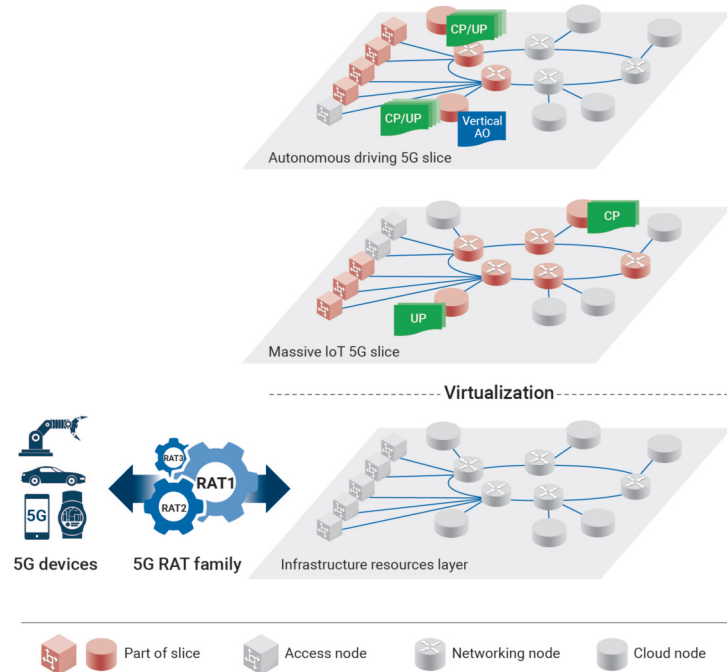 CP/UP
CP/UP
Vertical
AO
Autonomous driving 5G slice
CP
UP
Massive IoT 5G slice
Virtualization
RAT3
RAT1
RAT2
5G
5G devices
5G RAT family
Infrastructure resources layer
Part of slice
Access node
Networking node
Cloud node